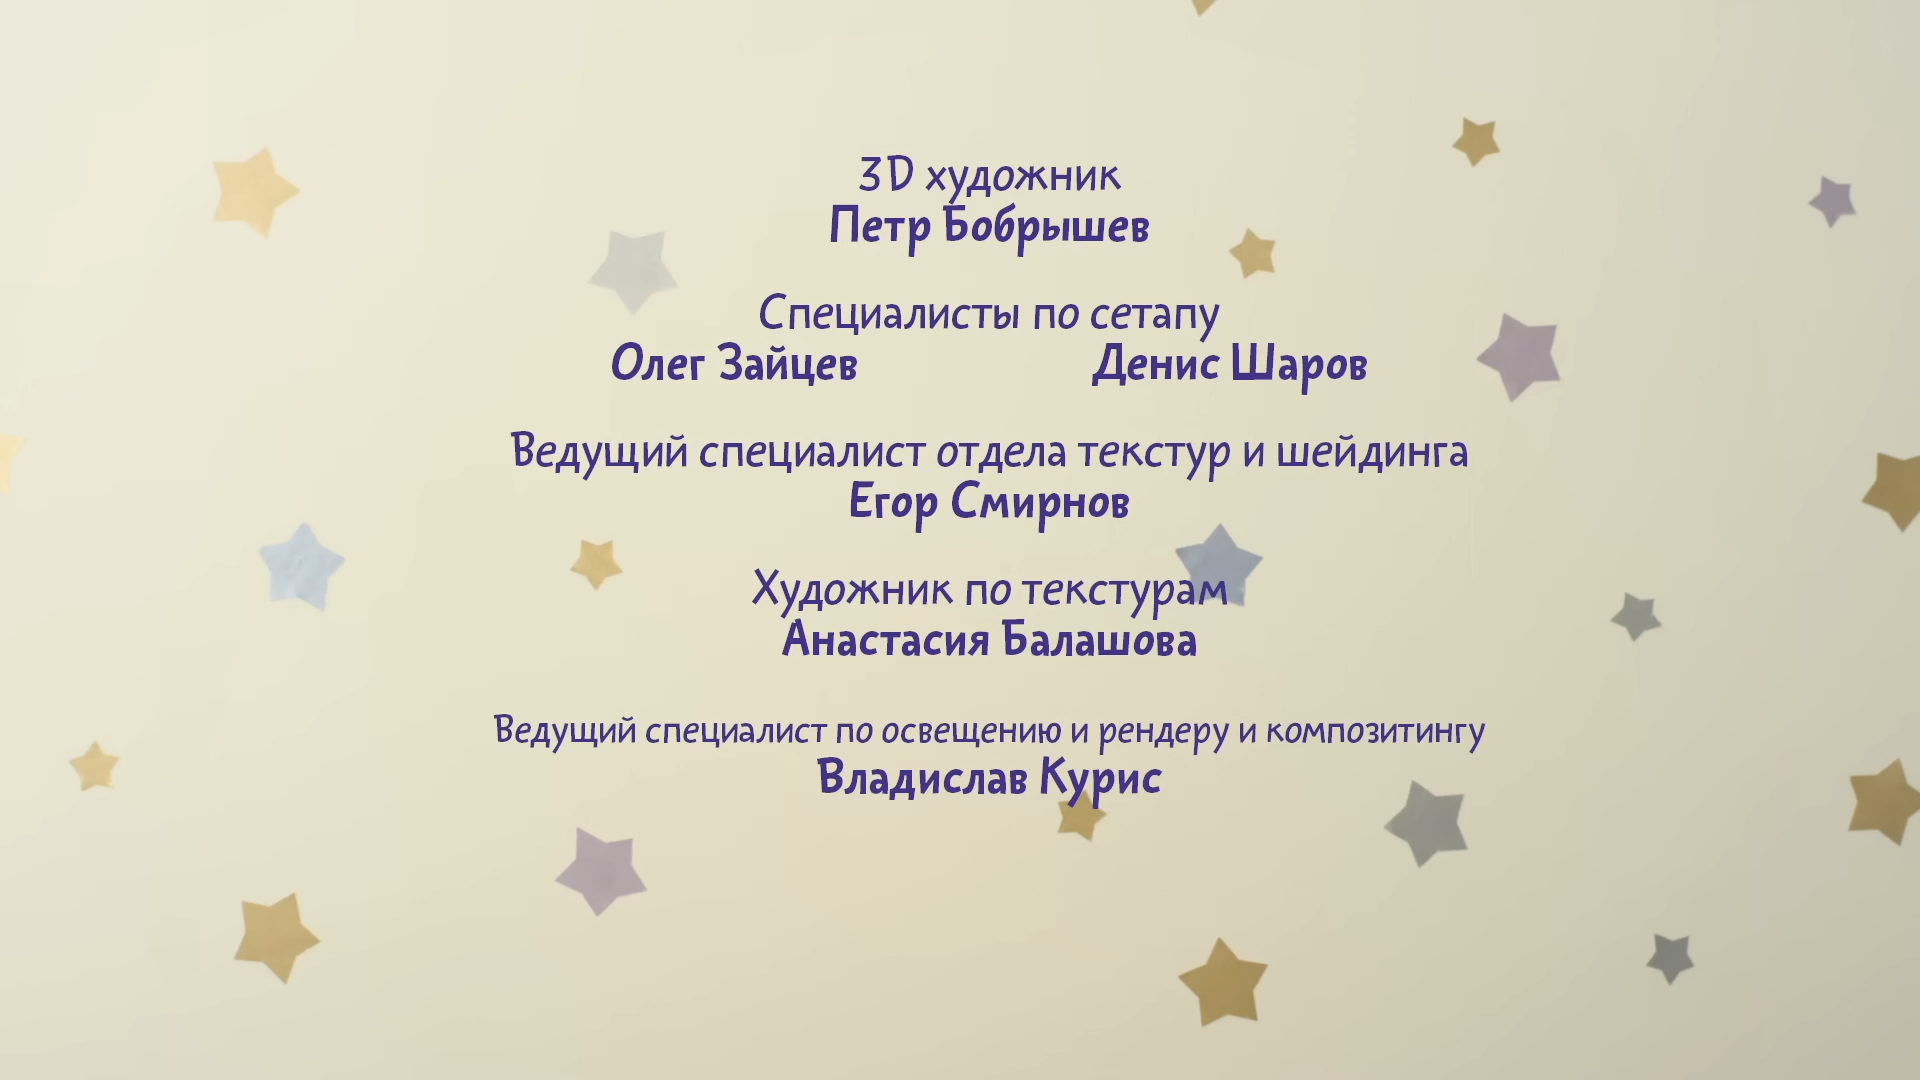 3D художник
Петр Бобрышев
Специалисты по сетапу
Олег Зайцев Денис Шаров
Ведущий специалист отдела текстур и шейдинга
Егор Смирнов
Художник по текстурам
Анастасия Балашова
Ведущий специалист по освещению и рендеру и композитингу
Владислав Курис